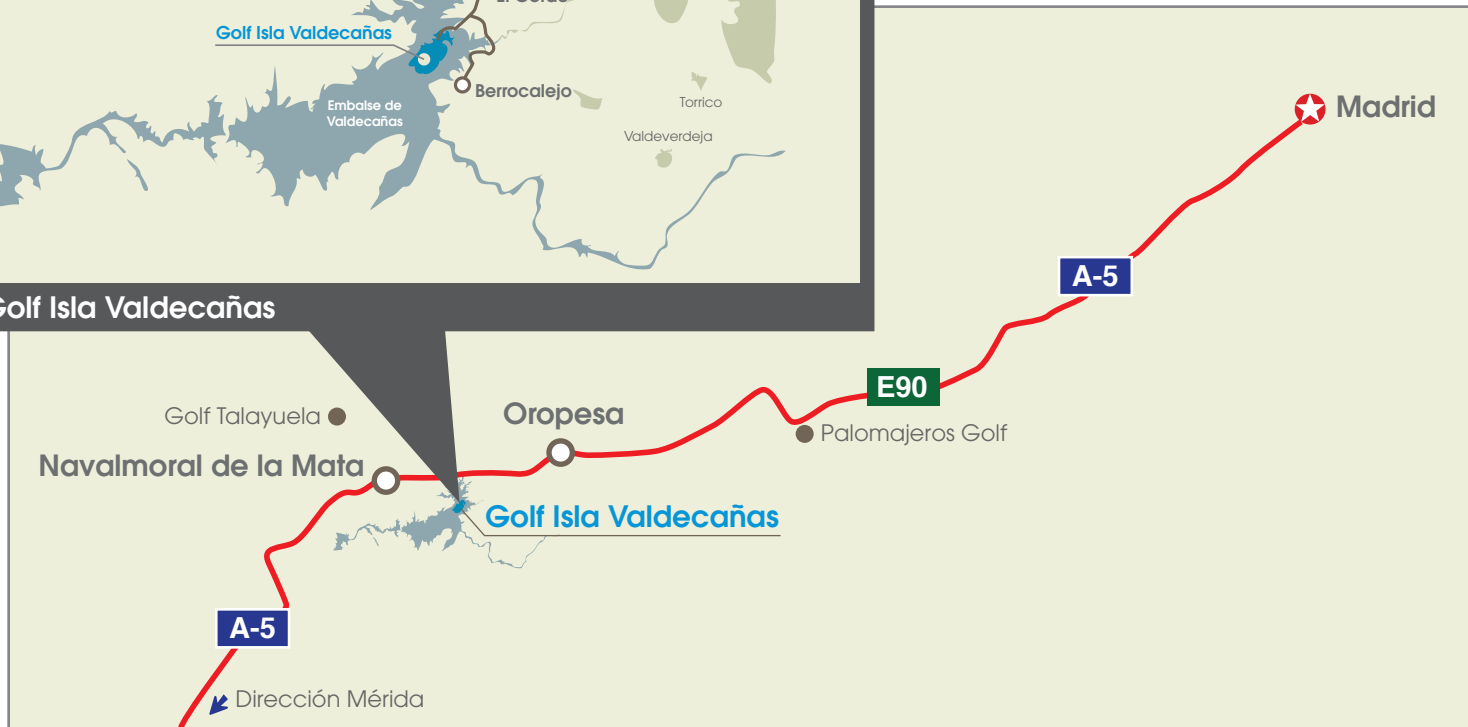 Golf Isla Valdecañas
Berrocalejo
Embalse de
Valdecañas
Torrico
Valdeverdeja
Madrid
A-5
Golf Isla Valdecañas
E90
Golf Talayuela
Oropesa
Palomajeros Golf
Navalmoral de la Mata
Golf Isla Valdecañas
A-5
Dirección Mérida